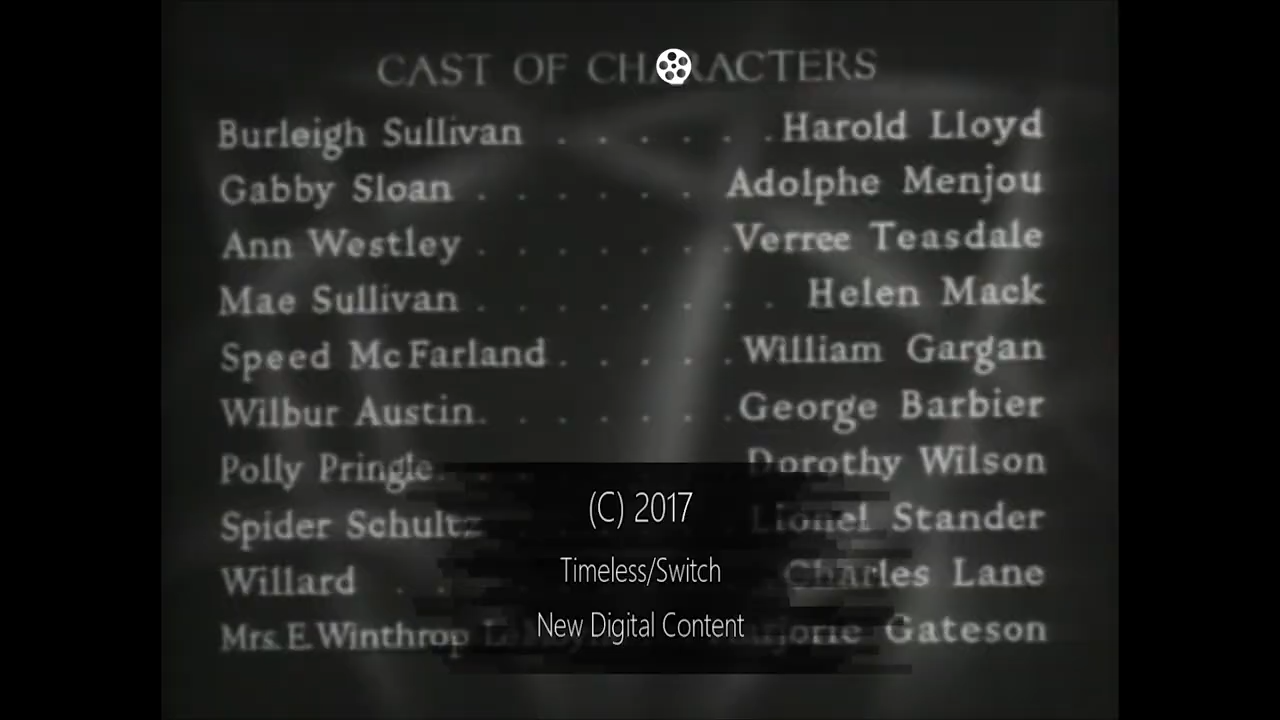 CAST OF CHARACTERS
Burleigh Sullivan . . . . . . Harold Lloyd
Gabby Sloan . . . . . . Adolphe Menjou
Ann Westley . . . . . . . Verree Teasdale
Mae Sullivan . . . . . . . . Helen Mack
Speed McFarland . . . . . William Gargan
Wilbur Austin . . . . . . . George Barbier
Polly Pringle . . . Dorothy Wilson
Spider Schultz . Lionel Stander
Willard . . Charles Lane
Mrs. E. Winthrop Gateson
(C) 2017
Timeless/Switch
New Digital Content